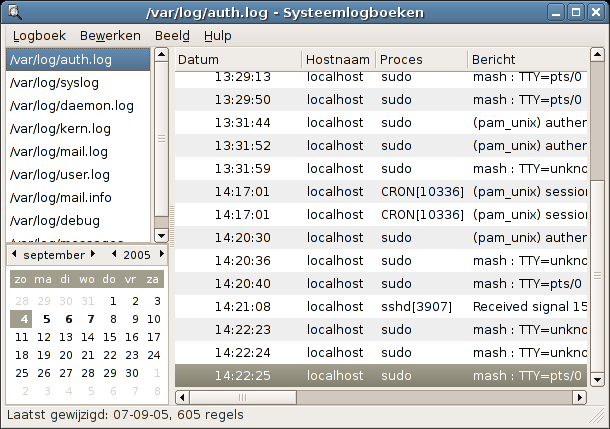 /var/log/auth.log - Systeemlogboeken
Logboek Bewerken Beeld Hulp
/var/log/auth.log
/var/log/syslog
/var/log/daemon.log
/var/log/kern.log
/var/log/mail.log
/var/log/user.log
/var/log/mail.info
/var/log/debug
/var/log/messages
september 2005
zo ma di wo do vr za
28 29 30 31 1 2 3
4 5 6 7 8 9 10
11 12 13 14 15 16 17
18 19 20 21 22 23 24
25 26 27 28 29 30 1
2 3 4 5 6 7 8
Datum Hostnaam Proces Bericht
13:29:13 localhost sudo mash : TTY=pts/0
13:29:50 localhost sudo mash : TTY=pts/0
13:31:44 localhost sudo (pam_unix) auther
13:31:52 localhost sudo (pam_unix) auther
13:31:59 localhost sudo mash : TTY=unkno
14:17:01 localhost CRON[10336] (pam_unix) session
14:17:01 localhost CRON[10336] (pam_unix) session
14:20:30 localhost sudo (pam_unix) auther
14:20:36 localhost sudo mash : TTY=unkno
14:20:40 localhost sudo mash : TTY=pts/0
14:21:08 localhost sshd[3907] Received signal 15
14:22:23 localhost sudo mash : TTY=unkno
14:22:24 localhost sudo mash : TTY=unkno
14:22:25 localhost sudo mash : TTY=pts/0
Laatst gewijzigd: 07-09-05, 605 regels